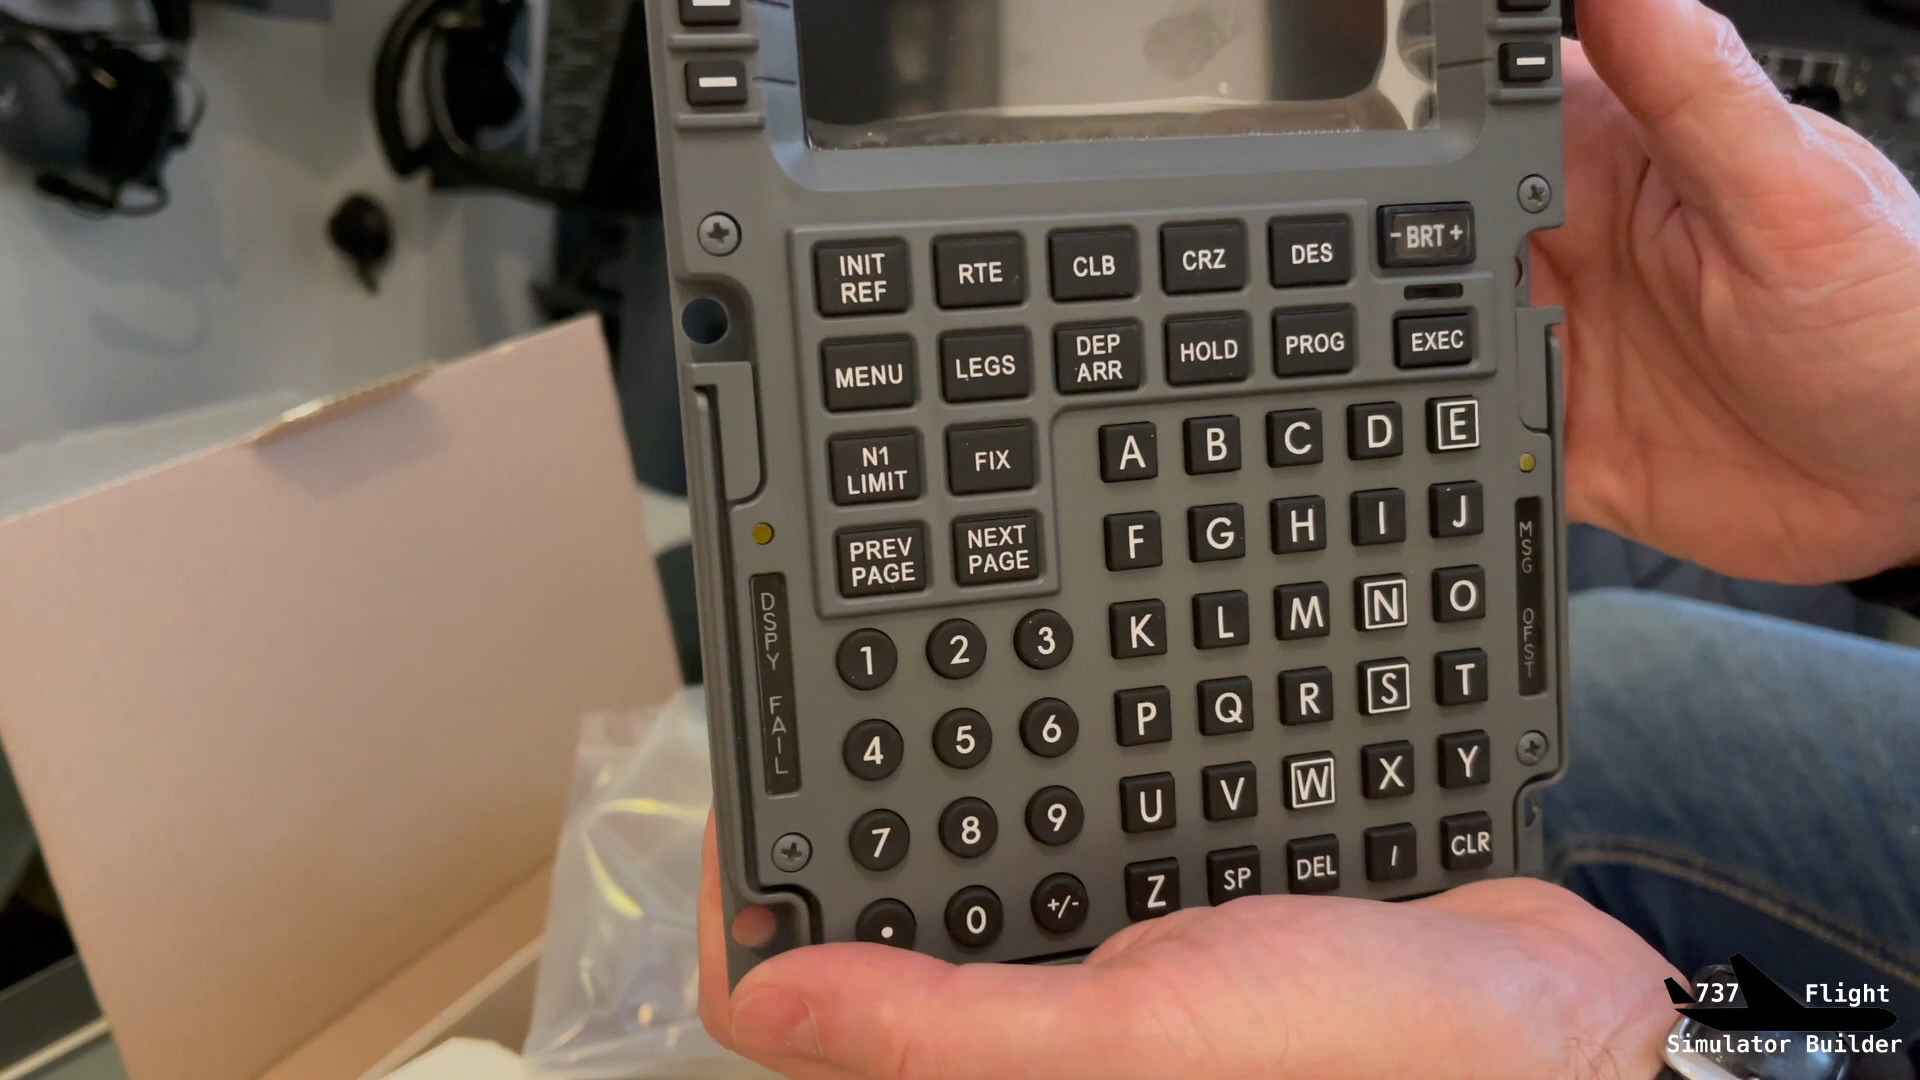 INIT
REF
RTE
CLB
CRZ
DES
- BRT +
MENU
LEGS
DEP
ARR
HOLD
PROG
EXEC
N1
LIMIT
FIX
A B C D E
PREV
PAGE
NEXT
PAGE
F G H I J
DSPY FAIL
MSG OFST
1 2 3 K L M N O
4 5 6 P Q R S T
7 8 9 U V W X Y
. 0 +/- Z SP DEL / CLR
737 Flight
Simulator Builder